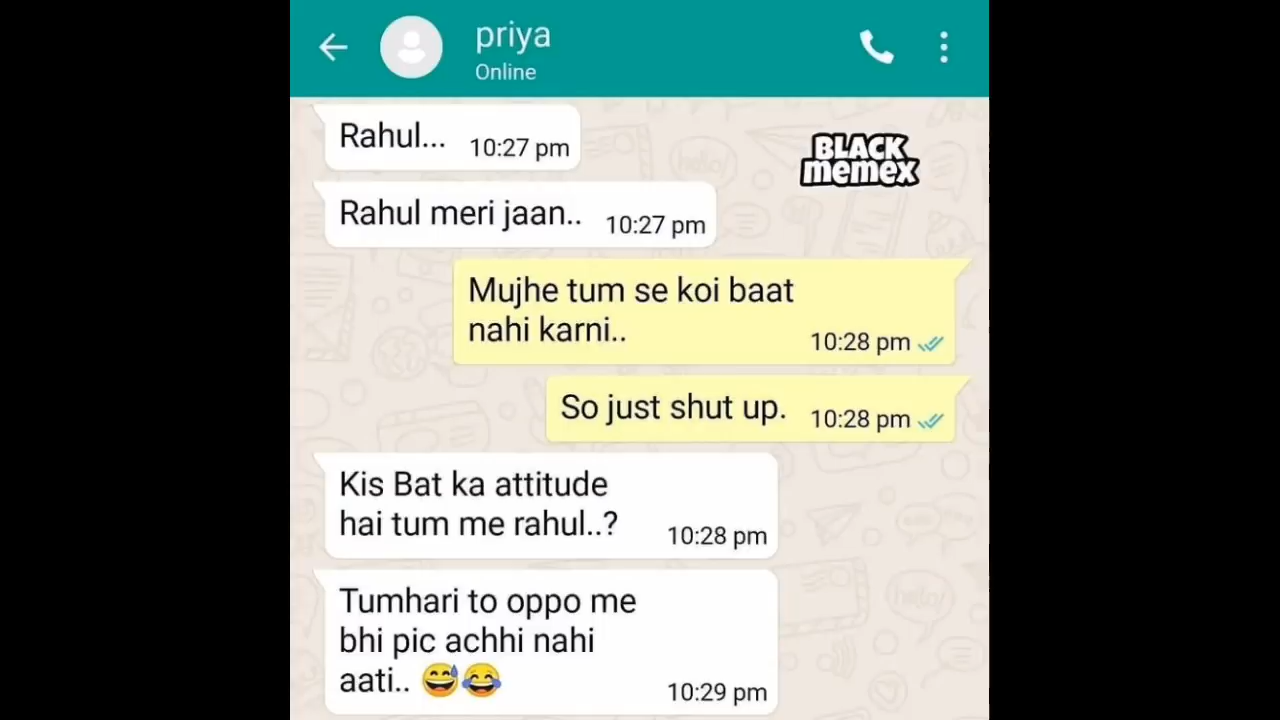 priya
Online
BLACK
memex
Rahul... 10:27 pm
Rahul meri jaan.. 10:27 pm
Mujhe tum se koi baat
nahi karni.. 10:28 pm
So just shut up. 10:28 pm
Kis Bat ka attitude
hai tum me rahul..? 10:28 pm
Tumhari to oppo me
bhi pic achhi nahi
aati.. 😅😂 10:29 pm